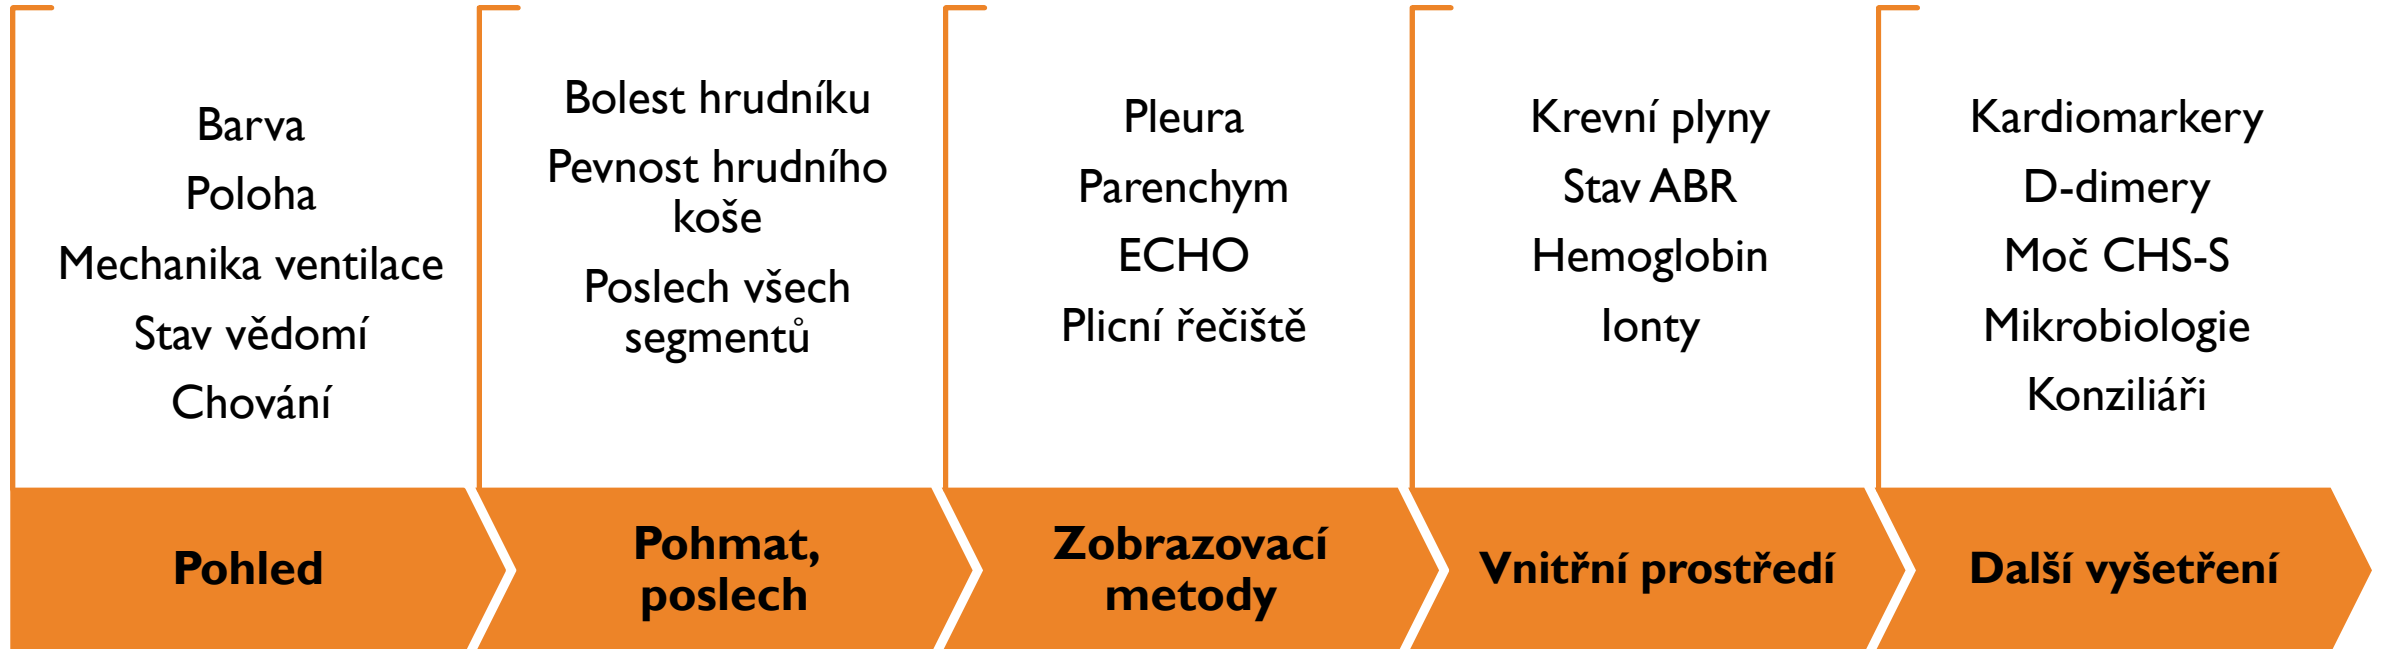 Barva
Poloha
Mechanika ventilace
Stav vědomí
Chování
Pohled
Bolest hrudníku
Pevnost hrudního
koše
Poslech všech
segmentů
Pohmat,
poslech
Pleura
Parenchym
ECHO
Plicní řečiště
Zobrazovací
metody
Krevní plyny
Stav ABR
Hemoglobin
Ionty
Vnitřní prostředí
Kardiomarkery
D-dimery
Moč CHS-S
Mikrobiologie
Konziliáři
Další vyšetření